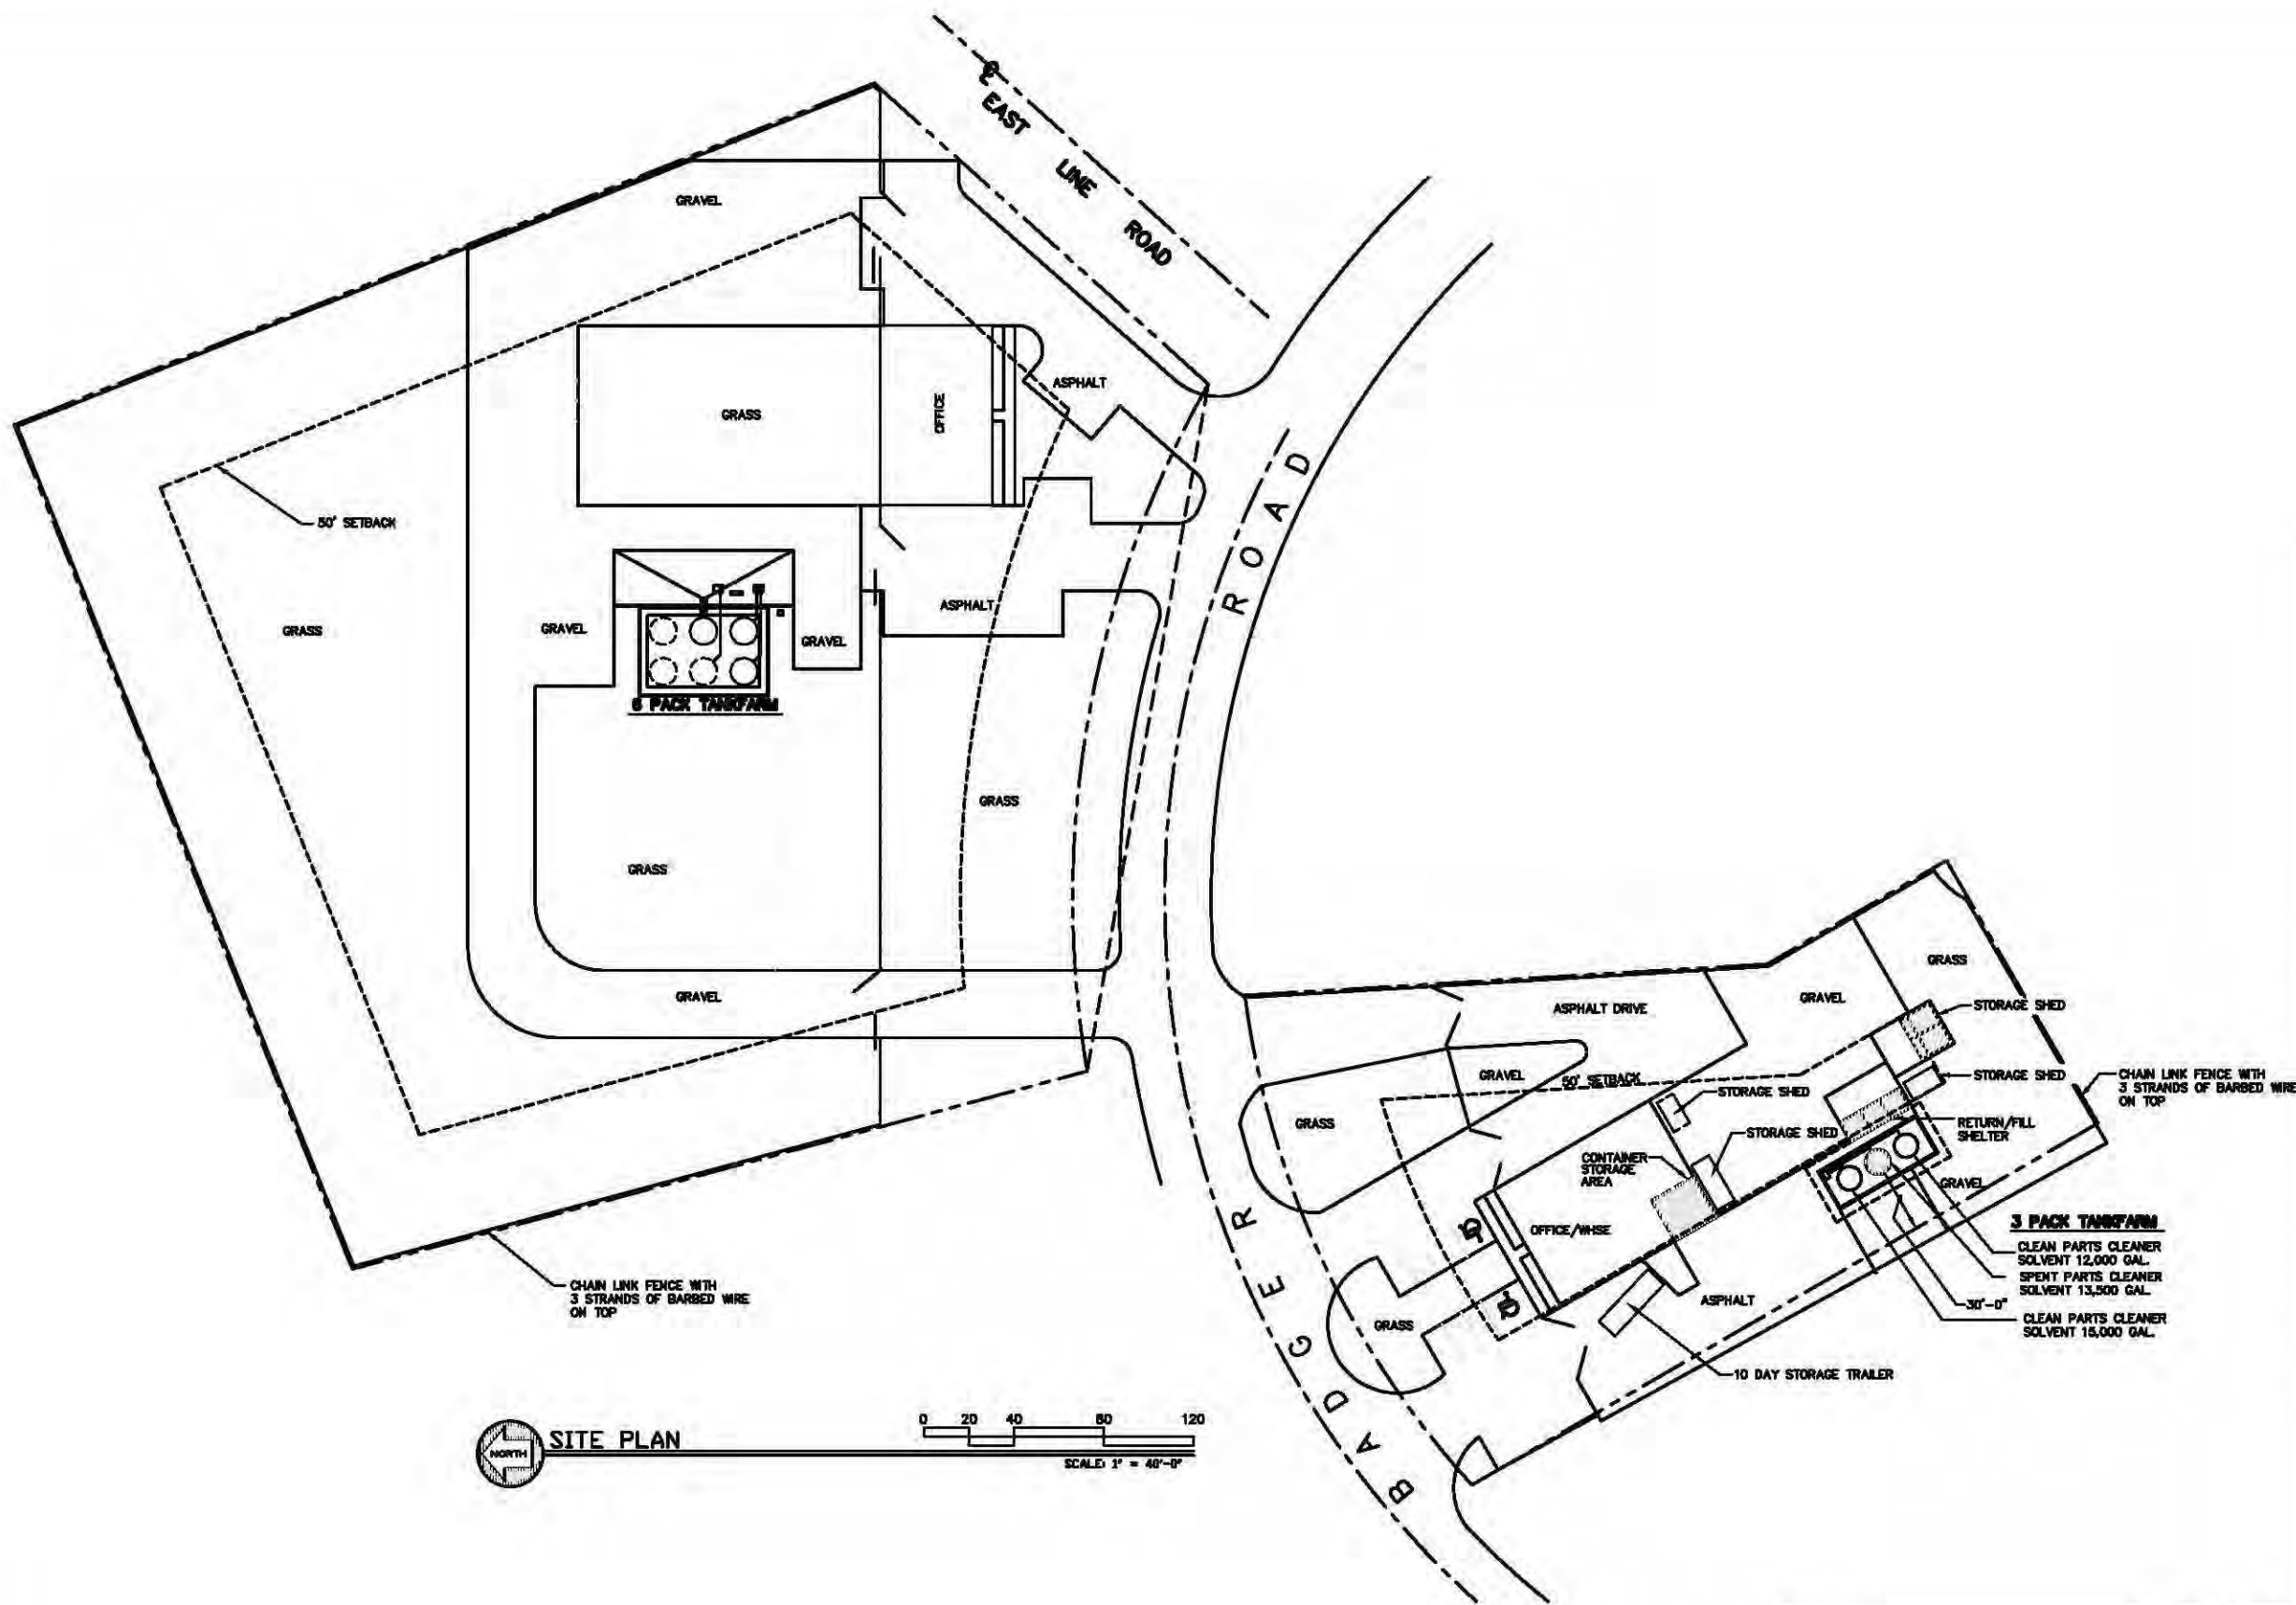 ℄
EAST LINE ROAD
GRAVEL
ASPHALT
OFFICE
GRASS
ROAD
50' SETBACK
GRASS
GRAVEL
GRAVEL
ASPHALT
6 PACK TANKFARM
GRASS
GRASS
GRAVEL
CHAIN LINK FENCE WITH
3 STRANDS OF BARBED WIRE
ON TOP
GRASS
GRAVEL
ASPHALT DRIVE
STORAGE SHED
STORAGE SHED
CHAIN LINK FENCE WITH
3 STRANDS OF BARBED WIRE
ON TOP
GRAVEL
50' SETBACK
STORAGE SHED
GRASS
STORAGE SHED
RETURN/FILL
SHELTER
CONTAINER
STORAGE
AREA
GRAVEL
OFFICE/WHSE
3 PACK TANKFARM
CLEAN PARTS CLEANER
SOLVENT 12,000 GAL.
SPENT PARTS CLEANER
SOLVENT 13,500 GAL.
30'-0"
CLEAN PARTS CLEANER
SOLVENT 15,000 GAL.
ASPHALT
GRASS
10 DAY STORAGE TRAILER
BADGER
NORTH
SITE PLAN
0 20 40 80 120
SCALE: 1" = 40'-0"